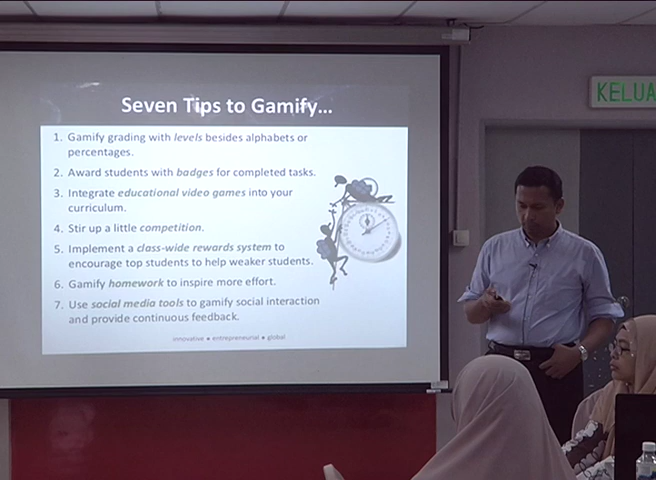 Seven Tips to Gamify...
1. Gamify grading with levels besides alphabets or
percentages.
2. Award students with badges for completed tasks.
3. Integrate educational video games into your
curriculum.
4. Stir up a little competition.
5. Implement a class-wide rewards system to
encourage top students to help weaker students.
6. Gamify homework to inspire more effort.
7. Use social media tools to gamify social interaction
and provide continuous feedback.
innovative ● entrepreneurial ● global
KELUA